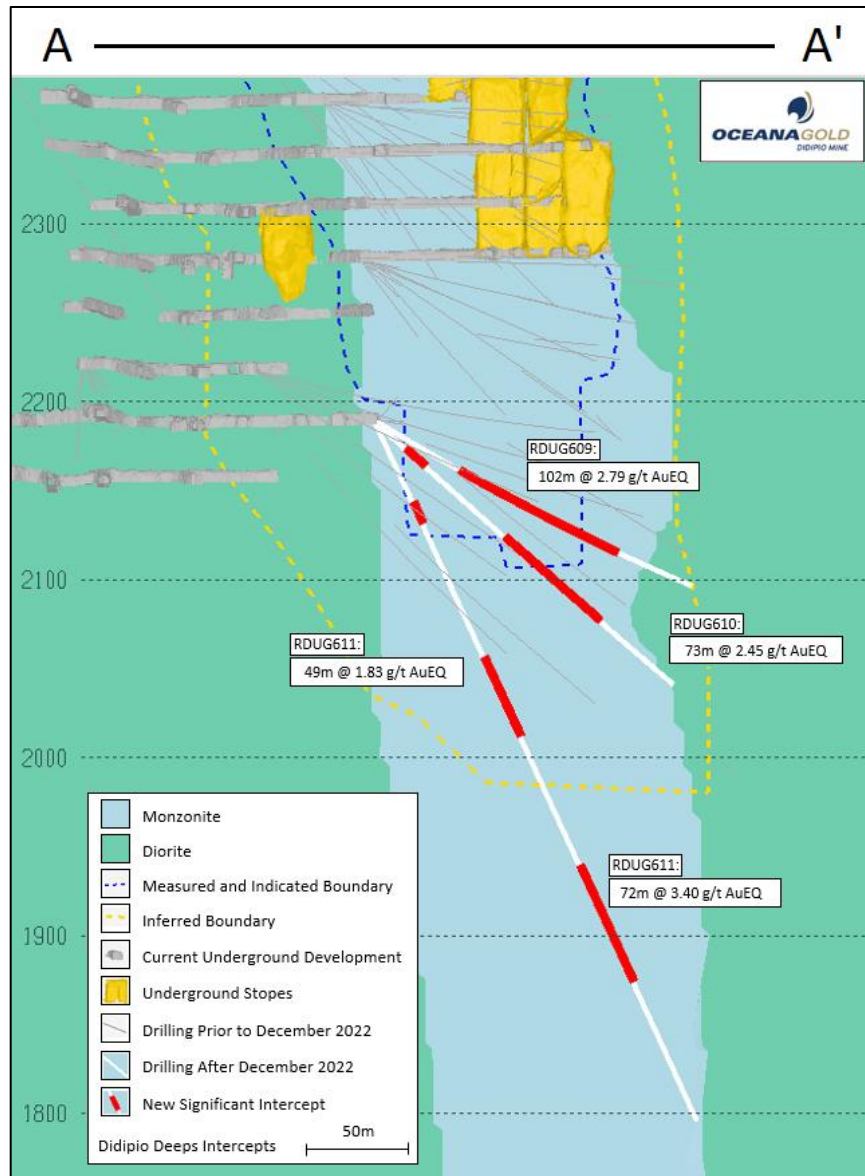 A A'
OCEANAGOLD
DIDIPIO MINE
2300
2200
RDUG609:
102m @ 2.79 g/t AuEQ
2100
RDUG610:
73m @ 2.45 g/t AuEQ
RDUG611:
49m @ 1.83 g/t AuEQ
2000
RDUG611:
72m @ 3.40 g/t AuEQ
1900
1800
Monzonite
Diorite
Measured and Indicated Boundary
Inferred Boundary
Current Underground Development
Underground Stopes
Drilling Prior to December 2022
Drilling After December 2022
New Significant Intercept
Didipio Deeps Intercepts 50m